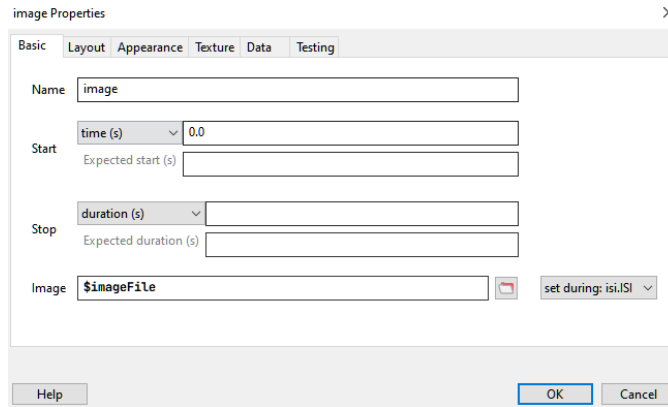 image Properties
Basic Layout Appearance Texture Data Testing
Name image
Start time (s) 0.0
Expected start (s)
Stop duration (s)
Expected duration (s)
Image $imageFile set during: isi.ISI
Help OK Cancel